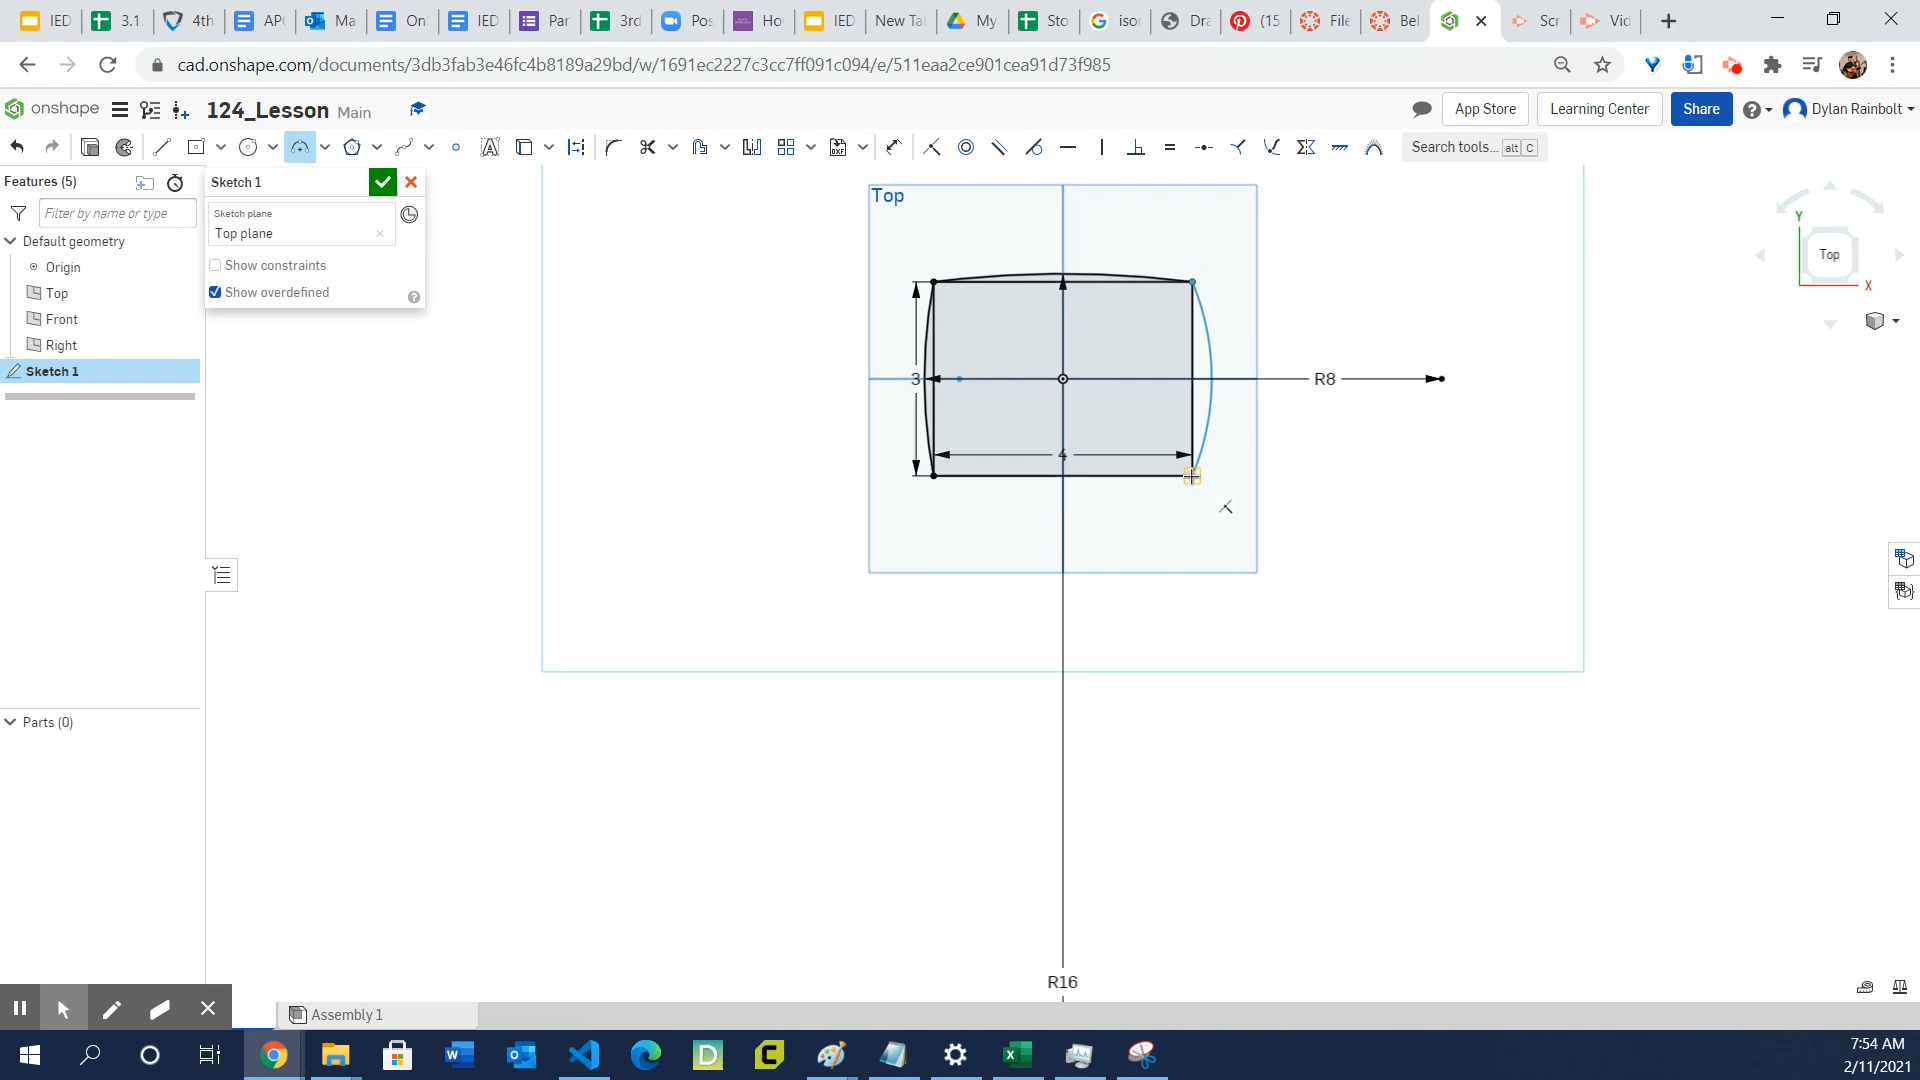 IED 3.1. 4th APC Ma On IED Par 3rd Pos Ho IED New Ta My Sto isor Dra (15 File Bel Scr Vid
cad.onshape.com/documents/3db3fab3e46fc4b8189a29bd/w/1691ec2227c3cc7ff091c094/e/511eaa2ce901cea91d73f985
onshape 124_Lesson Main App Store Learning Center Share Dylan Rainbolt
Search tools... alt C
Features (5)
Filter by name or type
Default geometry
Origin
Top
Front
Right
Sketch 1
Parts (0)
Sketch 1
Sketch plane
Top plane
Show constraints
Show overdefined
Top
3
R8
4
R16
Y
Top
X
Assembly 1
7:54 AM
2/11/2021